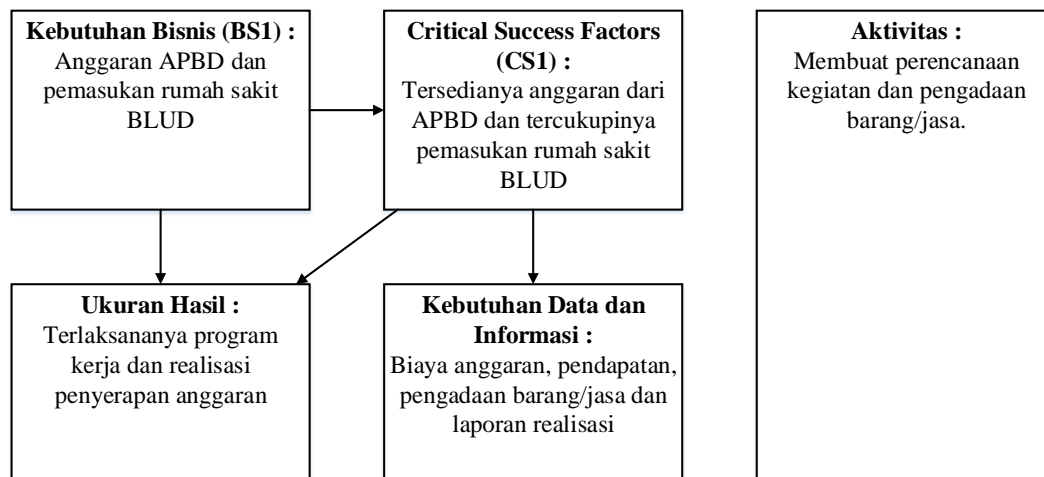 Kebutuhan Bisnis (BS1) :
Anggaran APBD dan
pemasukan rumah sakit
BLUD
Critical Success Factors
(CS1) :
Tersedianya anggaran dari
APBD dan tercukupinya
pemasukan rumah sakit
BLUD
Aktivitas :
Membuat perencanaan
kegiatan dan pengadaan
barang/jasa.
Ukuran Hasil :
Terlaksananya program
kerja dan realisasi
penyerapan anggaran
Kebutuhan Data dan
Informasi :
Biaya anggaran, pendapatan,
pengadaan barang/jasa dan
laporan realisasi